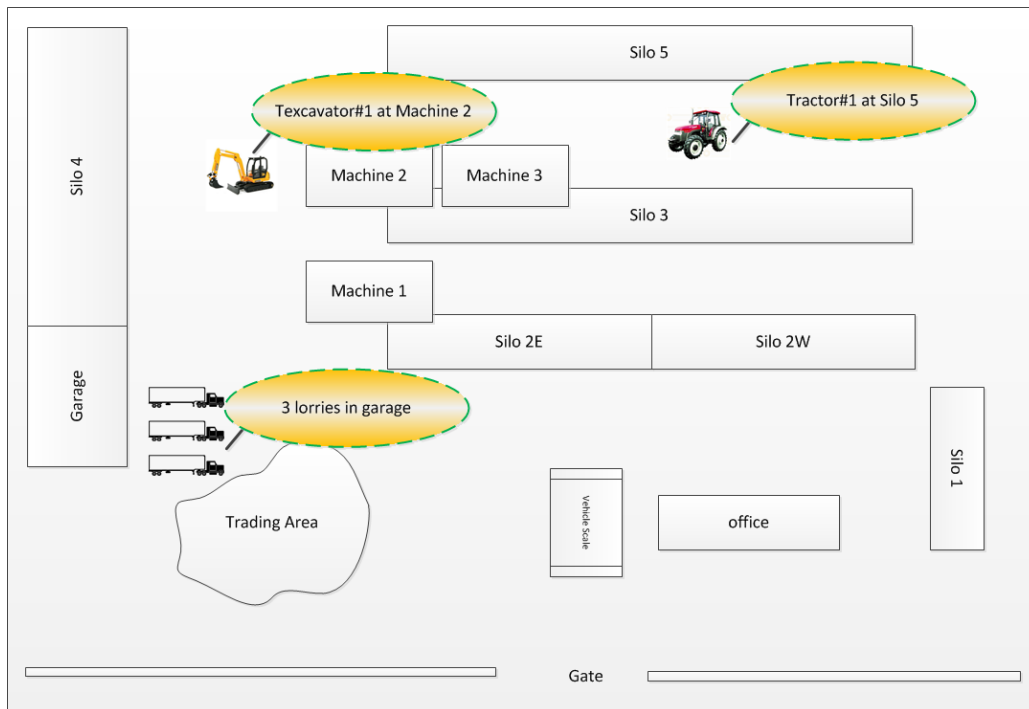 Silo 5
Texcavator#1 at Machine 2
Tractor#1 at Silo 5
Silo 4
Machine 2
Machine 3
Silo 3
Machine 1
Silo 2E
Silo 2W
Garage
3 lorries in garage
Silo 1
Trading Area
Vehicle Scale
office
Gate